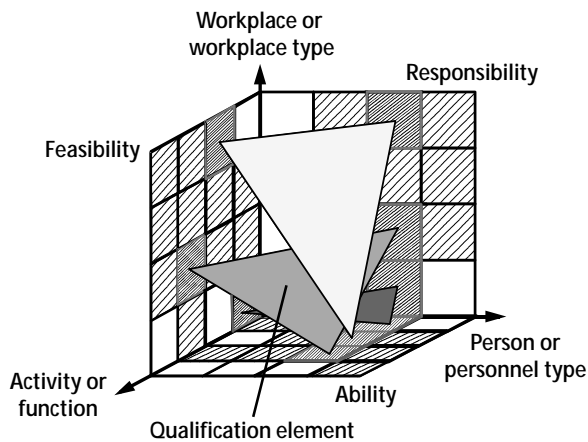 Workplace or
workplace type
Responsibility
Feasibility
Person or
personnel type
Activity or
function
Ability
Qualification element